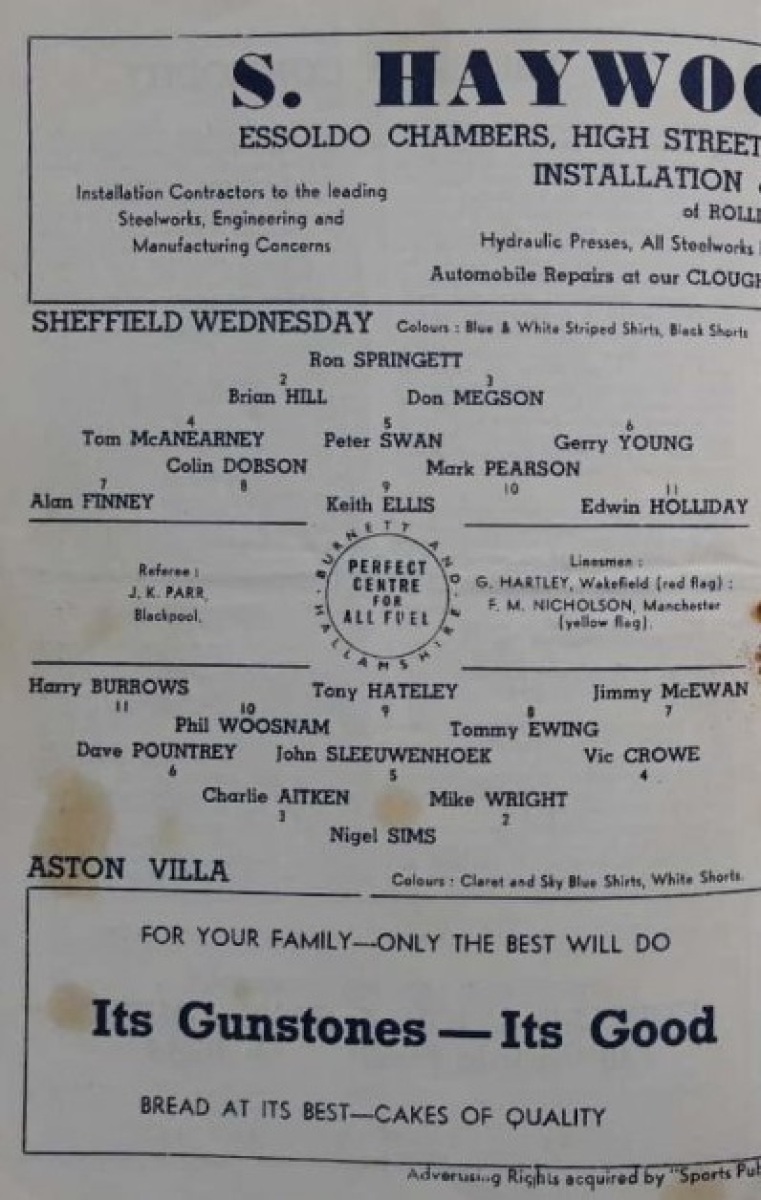 S. HAYWOO
ESSOLDO CHAMBERS, HIGH STREET
INSTALLATION
Installation Contractors to the leading
Steelworks, Engineering and
Manufacturing Concerns
of ROLL
Hydraulic Presses, All Steelworks
Automobile Repairs at our CLOUGH
SHEFFIELD WEDNESDAY Colours : Blue & White Striped Shirts, Black Shorts
Ron SPRINGETT
2 3
Brian HILL Don MEGSON
4 5 6
Tom McANEARNEY Peter SWAN Gerry YOUNG
Colin DOBSON Mark PEARSON
7 8 9 10 11
Alan FINNEY Keith ELLIS Edwin HOLLIDAY
Referee :
J. K. PARR,
Blackpool.
BURNETT AND HALLAMSHIRE
PERFECT
CENTRE
FOR
ALL FUEL
Linesmen :
G. HARTLEY, Wakefield (red flag) :
F. M. NICHOLSON, Manchester
(yellow flag).
Harry BURROWS Tony HATELEY Jimmy McEWAN
11 10 9 8 7
Phil WOOSNAM Tommy EWING
Dave POUNTREY John SLEEUWENHOEK Vic CROWE
6 5 4
Charlie AITKEN Mike WRIGHT
3 2
Nigel SIMS
ASTON VILLA Colours : Claret and Sky Blue Shirts, White Shorts.
FOR YOUR FAMILY—ONLY THE BEST WILL DO
Its Gunstones — Its Good
BREAD AT ITS BEST—CAKES OF QUALITY
Advertising Rights acquired by "Sports Pub